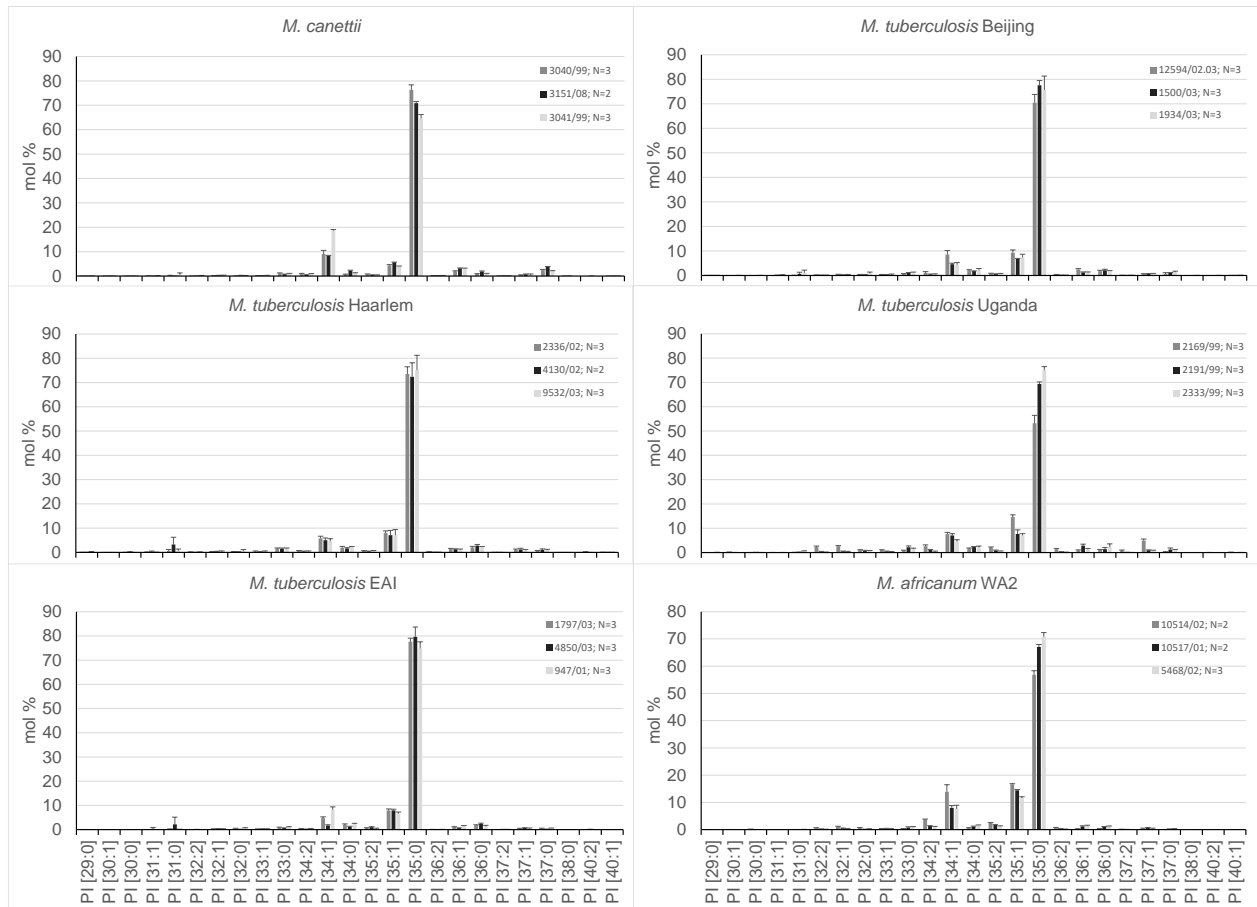 M. canettii
90
80
70
60
50
40
30
20
10
0
mol %
3040/99; N=3
3151/08; N=2
3041/99; N=3
M. tuberculosis Beijing
90
80
70
60
50
40
30
20
10
0
mol %
12594/02.03; N=3
1500/03; N=3
1934/03; N=3
M. tuberculosis Haarlem
90
80
70
60
50
40
30
20
10
0
mol %
2336/02; N=3
4130/02; N=2
9532/03; N=3
M. tuberculosis Uganda
90
80
70
60
50
40
30
20
10
0
mol %
2169/99; N=3
2191/99; N=3
2333/99; N=3
M. tuberculosis EAI
90
80
70
60
50
40
30
20
10
0
mol %
1797/03; N=3
4850/03; N=3
947/01; N=3
PI [29:0]
PI [30:1]
PI [30:0]
PI [31:1]
PI [31:0]
PI [32:2]
PI [32:1]
PI [32:0]
PI [33:1]
PI [33:0]
PI [34:2]
PI [34:1]
PI [34:0]
PI [35:2]
PI [35:1]
PI [35:0]
PI [36:2]
PI [36:1]
PI [36:0]
PI [37:2]
PI [37:1]
PI [37:0]
PI [38:0]
PI [40:2]
PI [40:1]
M. africanum WA2
80
70
60
50
40
30
20
10
0
mol %
10514/02; N=2
10517/01; N=2
5468/02; N=3
PI [29:0]
PI [30:1]
PI [30:0]
PI [31:1]
PI [31:0]
PI [32:2]
PI [32:1]
PI [32:0]
PI [33:1]
PI [33:0]
PI [34:2]
PI [34:1]
PI [34:0]
PI [35:2]
PI [35:1]
PI [35:0]
PI [36:2]
PI [36:1]
PI [36:0]
PI [37:2]
PI [37:1]
PI [37:0]
PI [38:0]
PI [40:2]
PI [40:1]